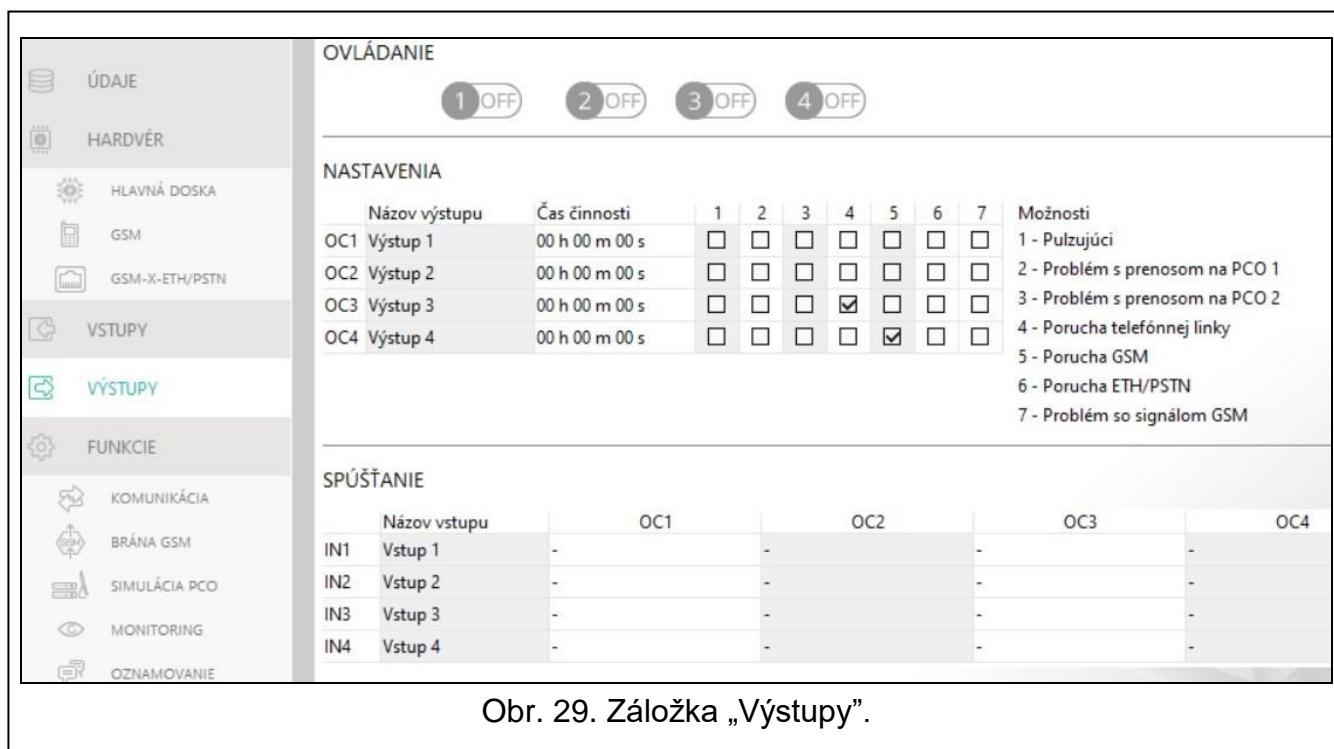 ÚDAJE
HARDVÉR
HLAVNÁ DOSKA
GSM
GSM-X-ETH/PSTN
VSTUPY
VÝSTUPY
FUNKCIE
KOMUNIKÁCIA
BRÁNA GSM
SIMULÁCIA PCO
MONITORING
OZNAMOVANIE
OVLÁDANIE
1 OFF 2 OFF 3 OFF 4 OFF
NASTAVENIA
Názov výstupu Čas činnosti 1 2 3 4 5 6 7
OC1 Výstup 1 00 h 00 m 00 s
OC2 Výstup 2 00 h 00 m 00 s
OC3 Výstup 3 00 h 00 m 00 s
OC4 Výstup 4 00 h 00 m 00 s
Možnosti
1 - Pulzujúci
2 - Problém s prenosom na PCO 1
3 - Problém s prenosom na PCO 2
4 - Porucha telefónnej linky
5 - Porucha GSM
6 - Porucha ETH/PSTN
7 - Problém so signálom GSM
SPÚŠŤANIE
Názov vstupu OC1 OC2 OC3 OC4
IN1 Vstup 1 - - - -
IN2 Vstup 2 - - - -
IN3 Vstup 3 - - - -
IN4 Vstup 4 - - - -
Obr. 29. Záložka „Výstupy”.